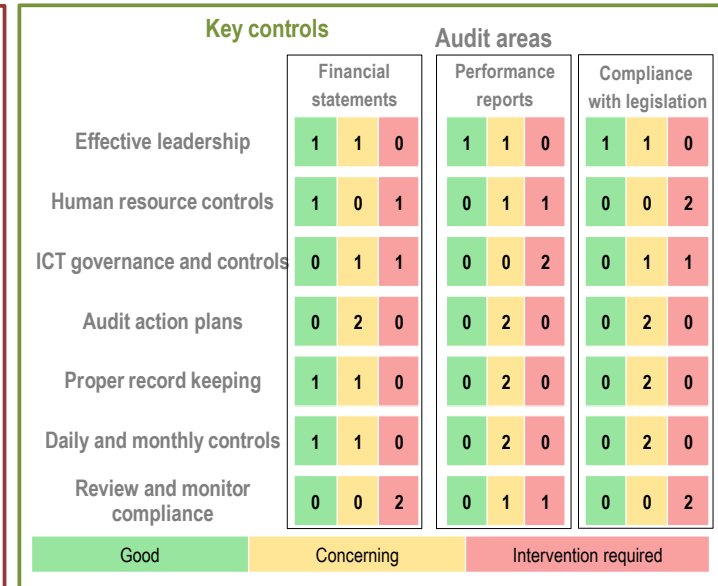 Key controls
Audit areas
Financial statements
Performance reports
Compliance with legislation
Effective leadership 1 1 0 1 1 0 1 1 0
Human resource controls 1 0 1 0 1 1 0 0 2
ICT governance and controls 0 1 1 0 0 2 0 1 1
Audit action plans 0 2 0 0 2 0 0 2 0
Proper record keeping 1 1 0 0 2 0 0 2 0
Daily and monthly controls 1 1 0 0 2 0 0 2 0
Review and monitor
compliance 0 0 2 0 1 1 0 0 2
Good Concerning Intervention required